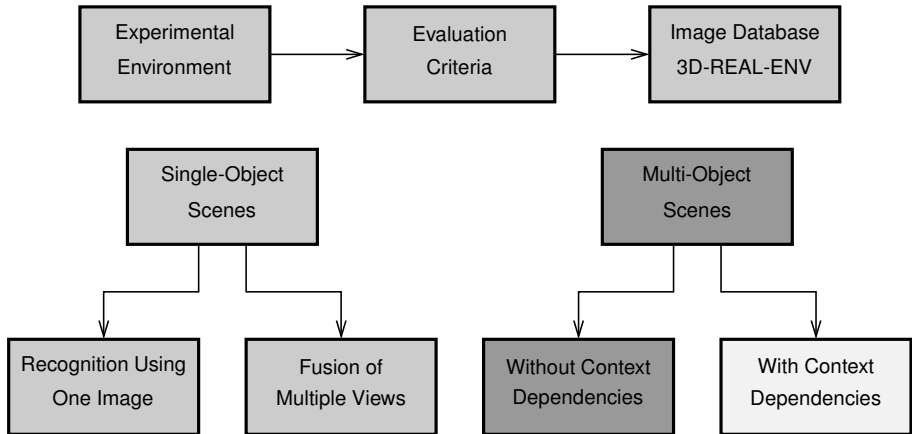 Experimental
Environment
Evaluation
Criteria
Image Database
3D-REAL-ENV
Single-Object
Scenes
Multi-Object
Scenes
Recognition Using
One Image
Fusion of
Multiple Views
Without Context
Dependencies
With Context
Dependencies